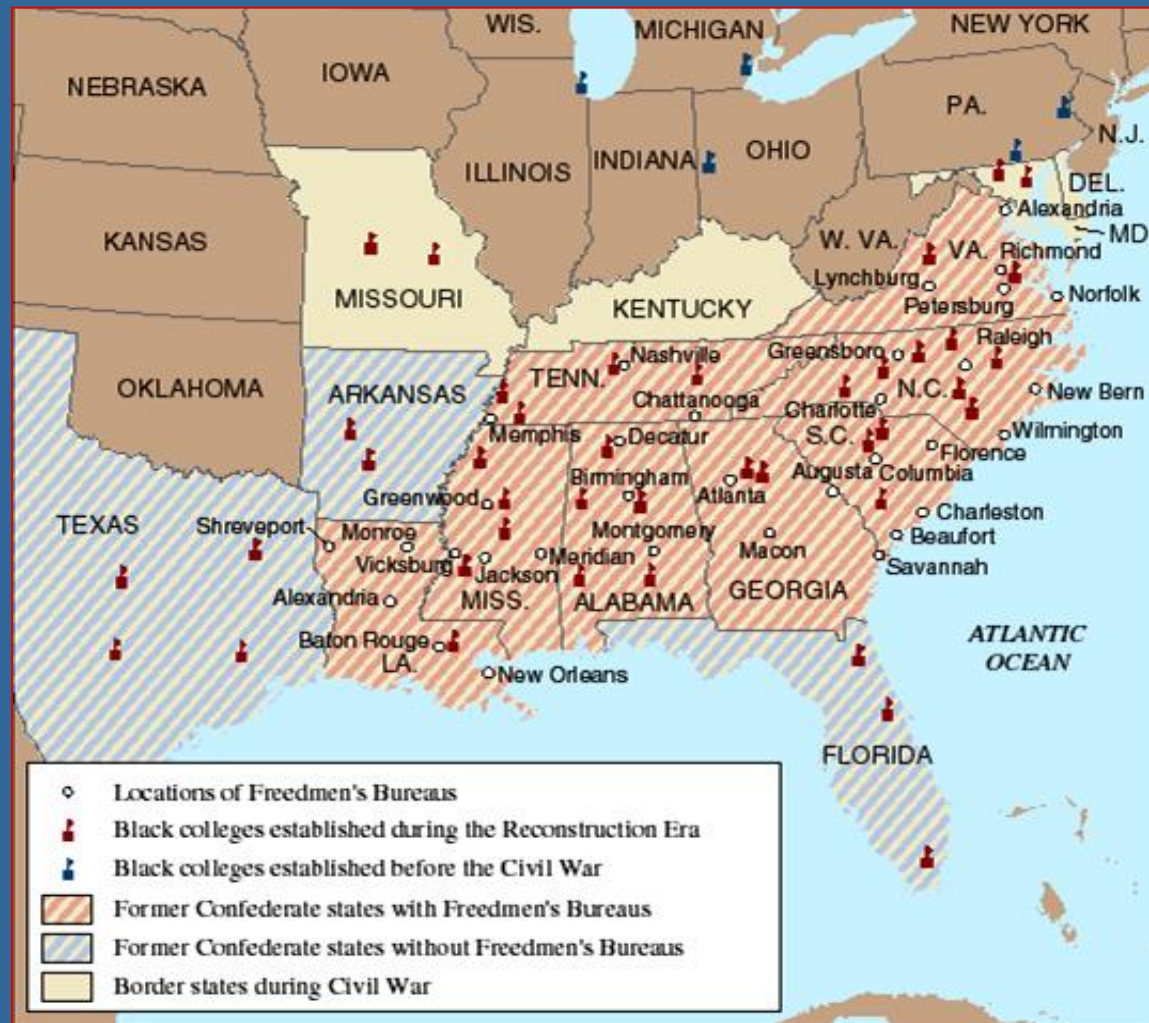 WIS.
MICHIGAN
NEW YORK
NEBRASKA
IOWA
PA.
N.J.
ILLINOIS
INDIANA
OHIO
DEL.
Alexandria
MD
KANSAS
W. VA.
VA.
Richmond
MISSOURI
Lynchburg
KENTUCKY
Petersburg
Norfolk
Nashville
Greensboro
Raleigh
OKLAHOMA
ARKANSAS
TENN.
Chattanooga
N.C.
New Bern
Charlotte
Memphis
Decatur
S.C.
Wilmington
Birmingham
Florence
Augusta
Columbia
Greenwood
Atlanta
TEXAS
Shreveport
Monroe
Montgomery
Charleston
Vicksburg
Meridian
Macon
Beaufort
Jackson
Savannah
Alexandria
MISS.
ALABAMA
GEORGIA
Baton Rouge
LA.
New Orleans
ATLANTIC
OCEAN
FLORIDA
Locations of Freedmen's Bureaus
Black colleges established during the Reconstruction Era
Black colleges established before the Civil War
Former Confederate states with Freedmen's Bureaus
Former Confederate states without Freedmen's Bureaus
Border states during Civil War